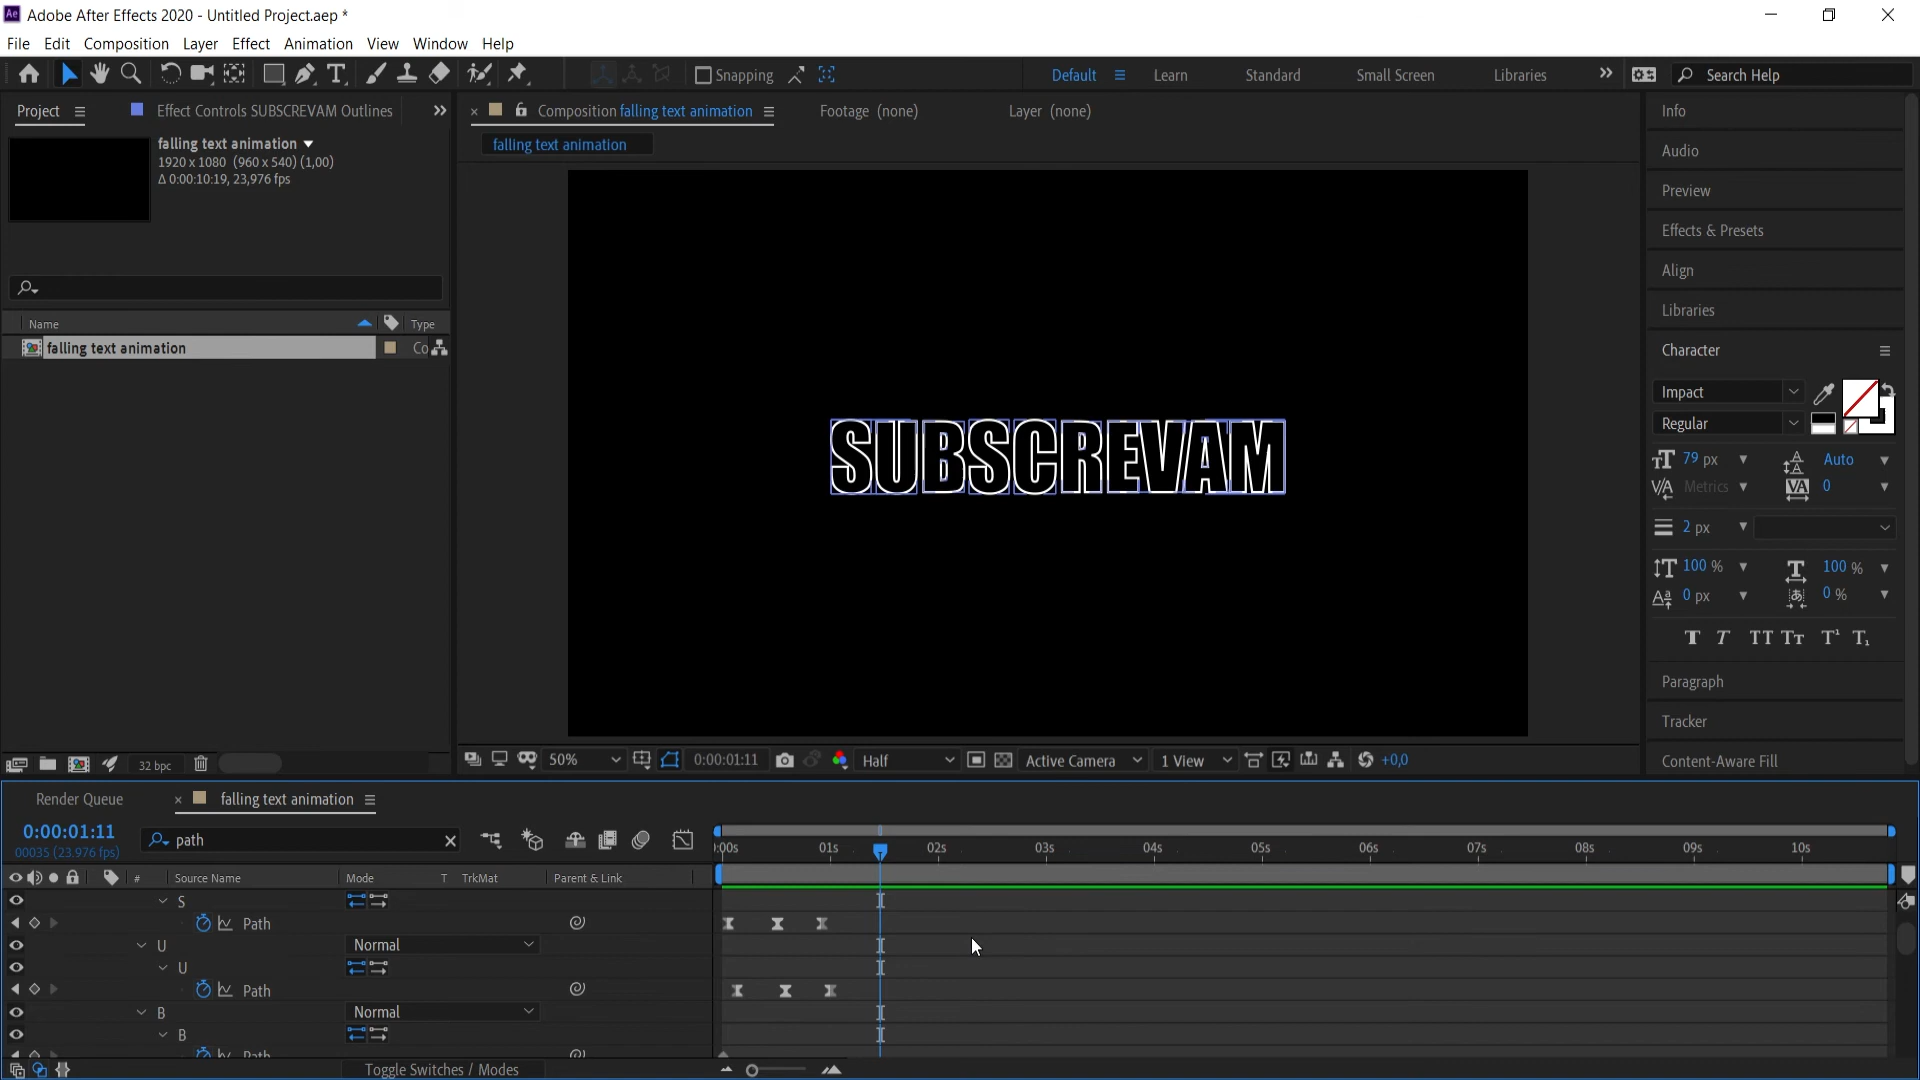 Ae Adobe After Effects 2020 - Untitled Project.aep *
File Edit Composition Layer Effect Animation View Window Help
Snapping Default Learn Standard Small Screen Libraries Search Help
Project Effect Controls SUBSCREVAM Outlines
Composition falling text animation Footage (none) Layer (none)
falling text animation
1920 x 1080 (960 x 540) (1,00)
Δ 0:00:10:19, 23,976 fps
falling text animation
Name Type
falling text animation Co
32 bpc
SUBSCREVAM
50% 0:00:01:11 Half Active Camera 1 View +0,0
Info
Audio
Preview
Effects & Presets
Align
Libraries
Character
Impact
Regular
79 px Auto
Metrics 0
2 px
100 % 100 %
0 px 0 %
T T TT Tt T¹ T₁
Paragraph
Tracker
Content-Aware Fill
Render Queue falling text animation
0:00:01:11
00035 (23.976 fps)
path
:00s 01s 02s 03s 04s 05s 06s 07s 08s 09s 10s
# Source Name Mode T TrkMat Parent & Link
S
Path
U Normal
U
Path
B Normal
B
Path
Toggle Switches / Modes